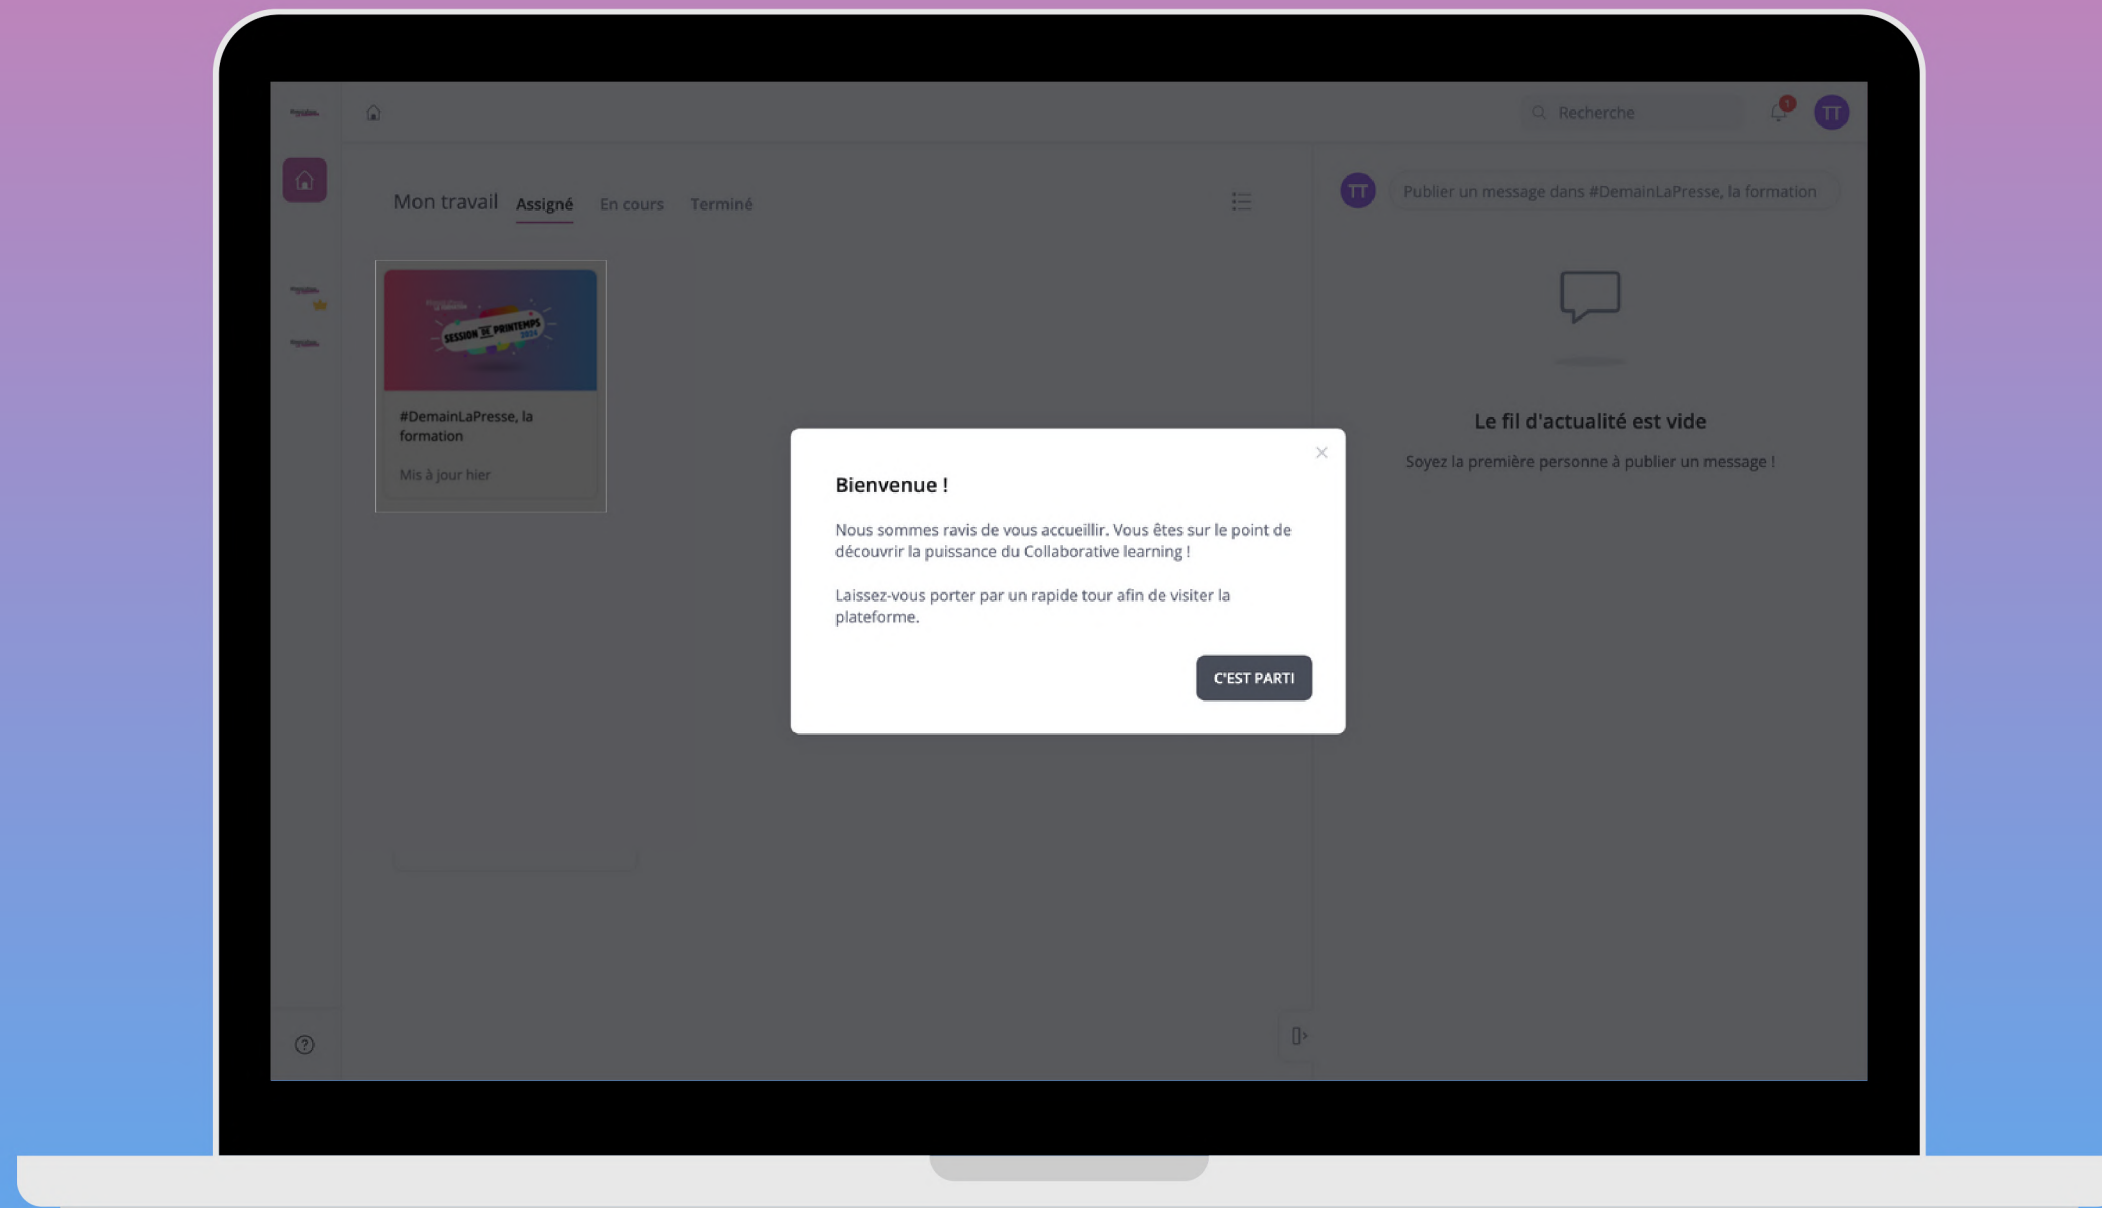 Recherche
1
TT
Mon travail
Assigné
En cours
Terminé
TT
Publier un message dans #DemainLaPresse, la formation
SESSION DE PRINTEMPS
2024
#DemainLaPresse, la
formation
Mis à jour hier
Le fil d'actualité est vide
Soyez la première personne à publier un message !
Bienvenue !
Nous sommes ravis de vous accueillir. Vous êtes sur le point de
découvrir la puissance du Collaborative learning !
Laissez-vous porter par un rapide tour afin de visiter la
plateforme.
C'EST PARTI